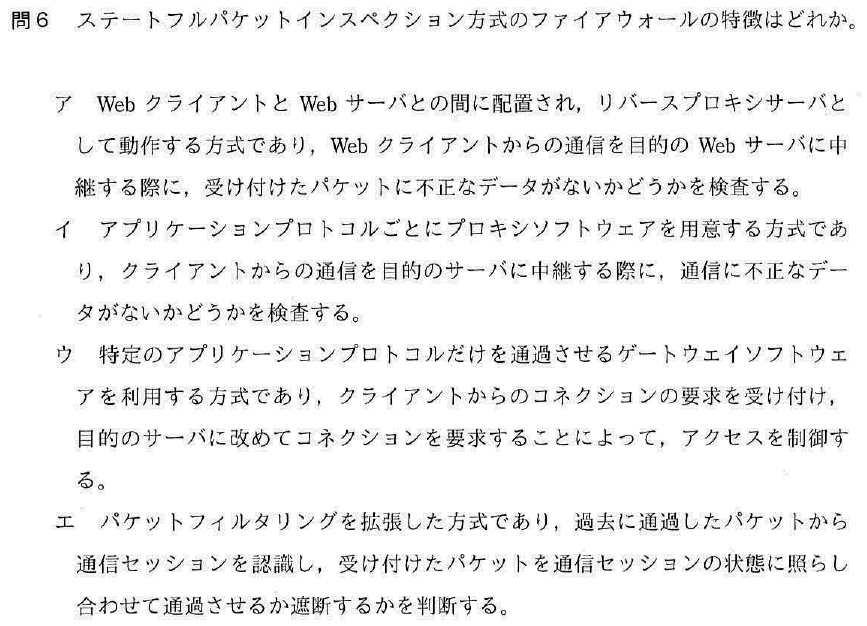 問6 ステートフルパケットインスペクション方式のファイアウォールの特徴はどれか。
ア Web クライアントと Web サーバとの間に配置され，リバースプロキシサーバと
して動作する方式であり，Web クライアントからの通信を目的の Web サーバに中
継する際に，受け付けたパケットに不正なデータがないかどうかを検査する。
イ アプリケーションプロトコルごとにプロキシソフトウェアを用意する方式であ
り，クライアントからの通信を目的のサーバに中継する際に，通信に不正なデー
タがないかどうかを検査する。
ウ 特定のアプリケーションプロトコルだけを通過させるゲートウェイソフトウェ
アを利用する方式であり，クライアントからのコネクションの要求を受け付け，
目的のサーバに改めてコネクションを要求することによって，アクセスを制御す
る。
エ パケットフィルタリングを拡張した方式であり，過去に通過したパケットから
通信セッションを認識し，受け付けたパケットを通信セッションの状態に照らし
合わせて通過させるか遮断するかを判断する。